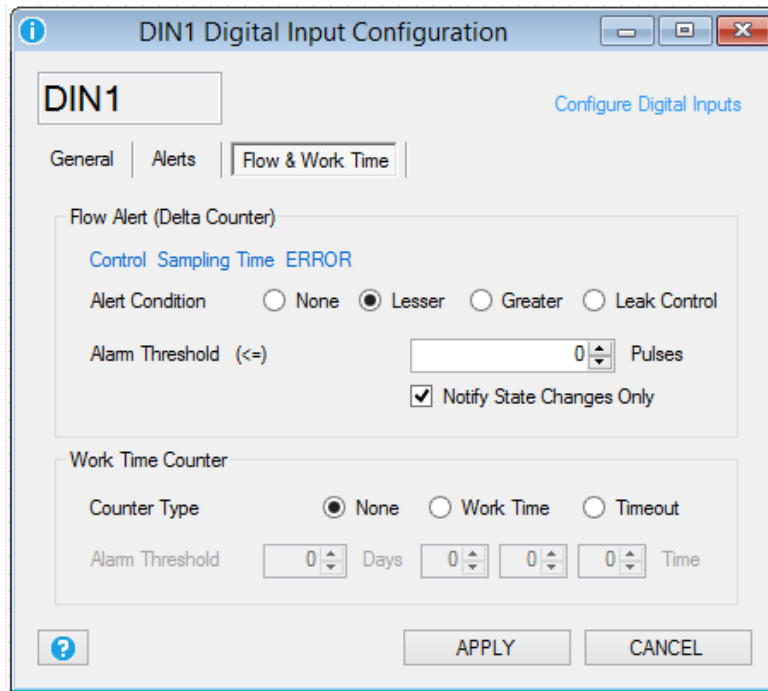 DIN1 Digital Input Configuration
DIN1
Configure Digital Inputs
General Alerts Flow & Work Time
Flow Alert (Delta Counter)
Control Sampling Time ERROR
Alert Condition None Lesser Greater Leak Control
Alarm Threshold (<=) 0 Pulses
Notify State Changes Only
Work Time Counter
Counter Type None Work Time Timeout
Alarm Threshold 0 Days 0 0 0 Time
APPLY CANCEL